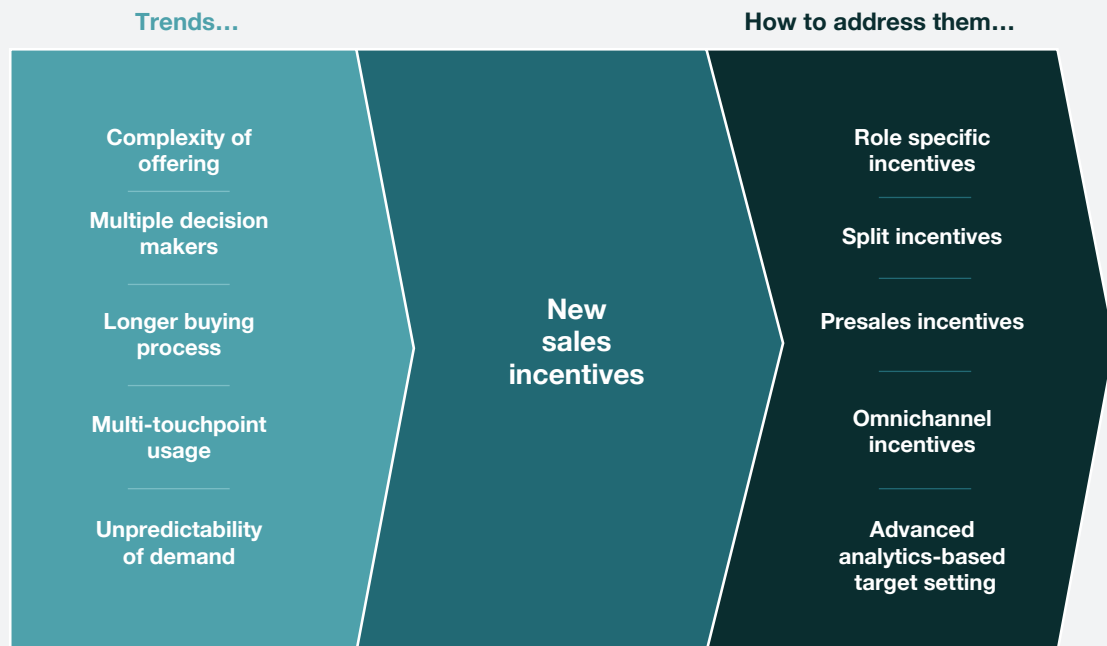 Trends…
How to address them…
Complexity of
offering
Multiple decision
makers
Longer buying
process
Multi-touchpoint
usage
Unpredictability
of demand
New
sales
incentives
Role specific
incentives
Split incentives
Presales incentives
Omnichannel
incentives
Advanced
analytics-based
target setting